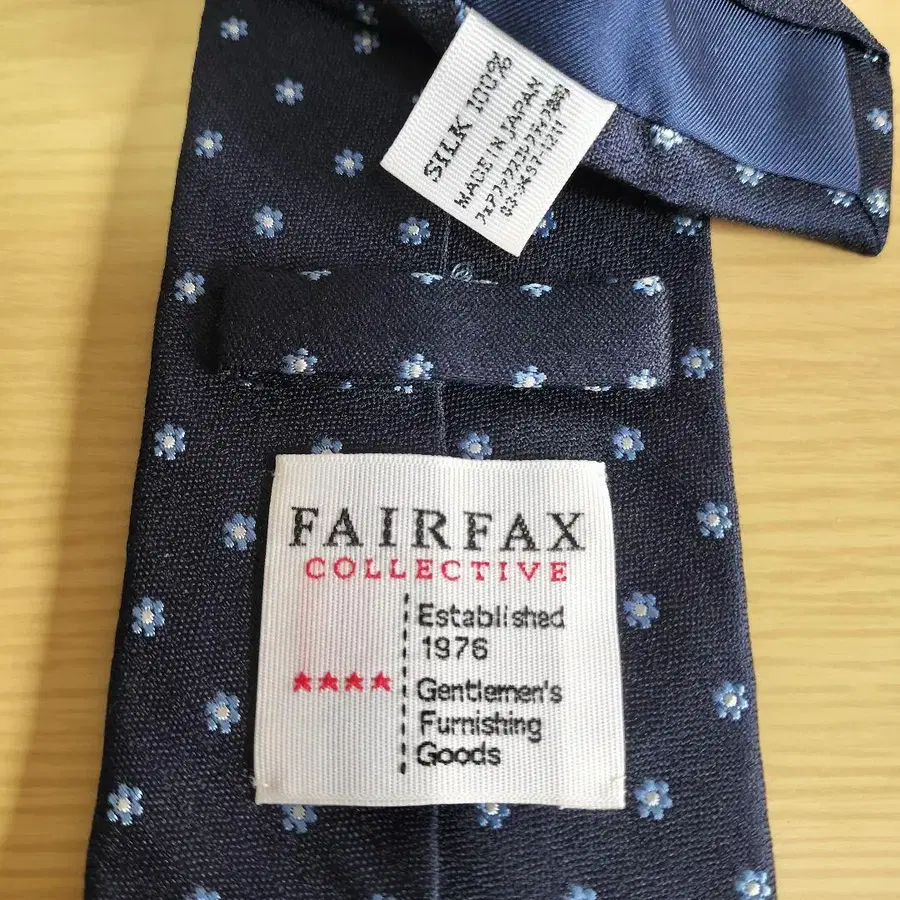 SILK 100%
MADE IN JAPAN
FAIRFAX
COLLECTIVE
Established
1976
★★★★
Gentlemen's
Furnishing
Goods